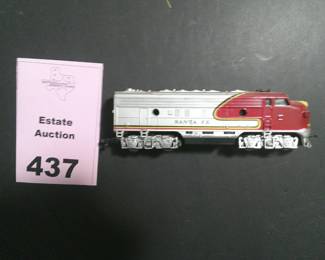 Estate
Auction
437
SANTA FE